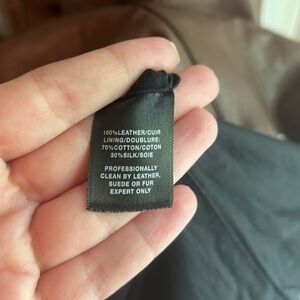 100%LEATHER/CUIR
LINING/DOUBLURE:
70%COTTON/COTON
30%SILK/SOIE
PROFESSIONALLY
CLEAN BY LEATHER,
SUEDE OR FUR
EXPERT ONLY